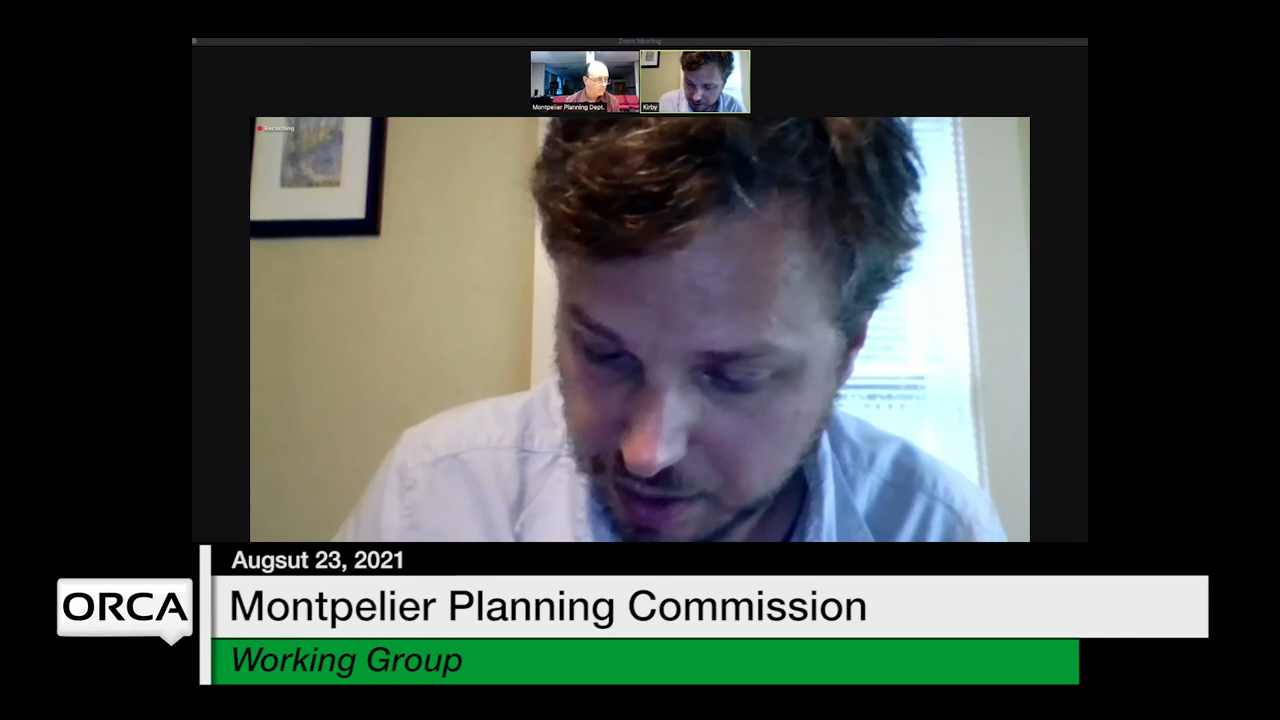 Zoom Meeting
Montpelier Planning Dept.
Kirby
Recording
Augsut 23, 2021
ORCA
Montpelier Planning Commission
Working Group